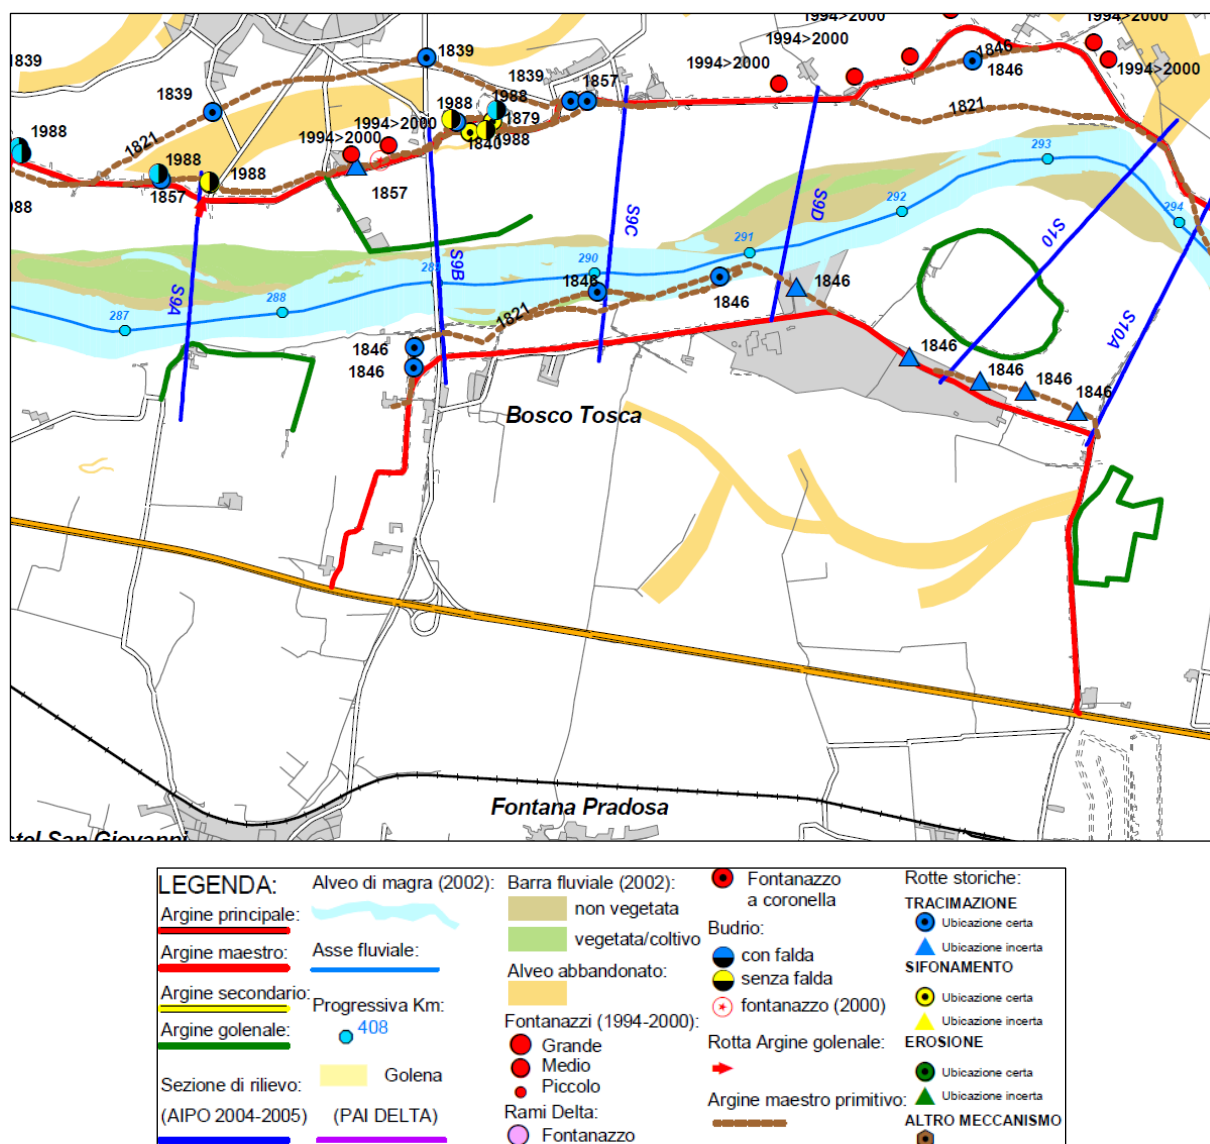 1994>2000
1994>2000
1994>2000
1839
1839
1839
1846
1846
1994>2000
1994>2000
1857
1839
1988
1988
1879
1821
1821
1994>2000
1994>2000
1988
1840
1988
1988
1988
1857
1857
1988
293
S9D
292
S9C
S10
294
291
S9B
290
289
S9A
288
287
1846
1846
1846
1821
S10A
1846
1846
1846
1846
1846
1846
Bosco Tosca
Fontana Pradosa
stel San Giovanni
LEGENDA:
Argine principale:
Argine maestro:
Argine secondario:
Argine golenale:
Sezione di rilievo:
(AIPO 2004-2005)
Alveo di magra (2002):
Asse fluviale:
Progressiva Km:
408
Golena
(PAI DELTA)
Barra fluviale (2002):
non vegetata
vegetata/coltivo
Alveo abbandonato:
Fontanazzi (1994-2000):
Grande
Medio
Piccolo
Rami Delta:
Fontanazzo
Fontanazzo
a coronella
Budrio:
con falda
senza falda
fontanazzo (2000)
Rotta Argine golenale:
Argine maestro primitivo:
Rotte storiche:
TRACIMAZIONE
Ubicazione certa
Ubicazione incerta
SIFONAMENTO
Ubicazione certa
Ubicazione incerta
EROSIONE
Ubicazione certa
Ubicazione incerta
ALTRO MECCANISMO